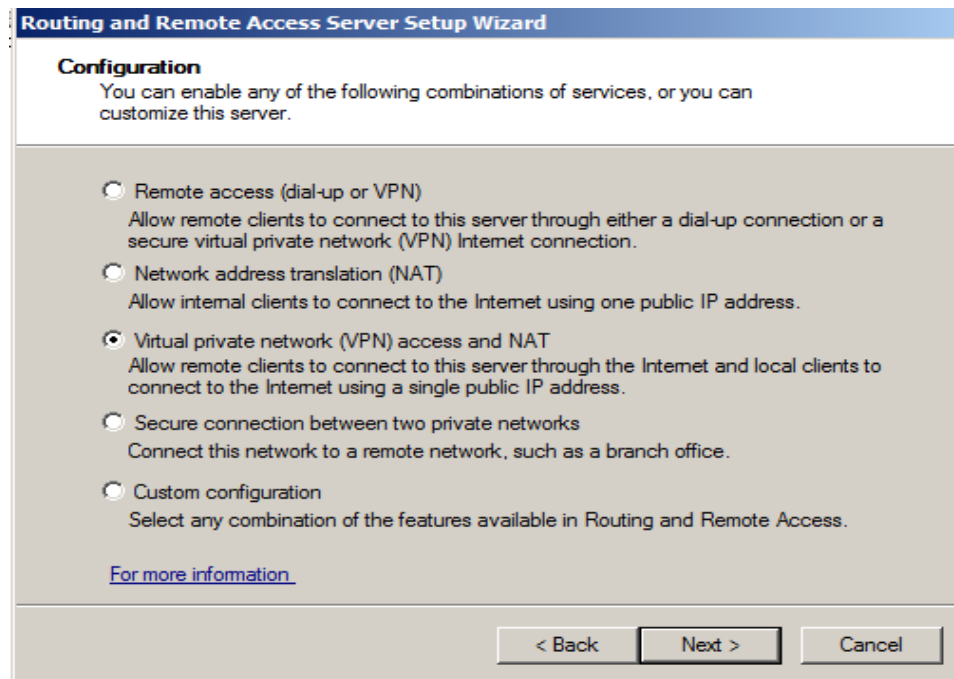 Routing and Remote Access Server Setup Wizard
Configuration
You can enable any of the following combinations of services, or you can
customize this server.
Remote access (dial-up or VPN)
Allow remote clients to connect to this server through either a dial-up connection or a
secure virtual private network (VPN) Internet connection.
Network address translation (NAT)
Allow internal clients to connect to the Internet using one public IP address.
Virtual private network (VPN) access and NAT
Allow remote clients to connect to this server through the Internet and local clients to
connect to the Internet using a single public IP address.
Secure connection between two private networks
Connect this network to a remote network, such as a branch office.
Custom configuration
Select any combination of the features available in Routing and Remote Access.
For more information
< Back Next > Cancel